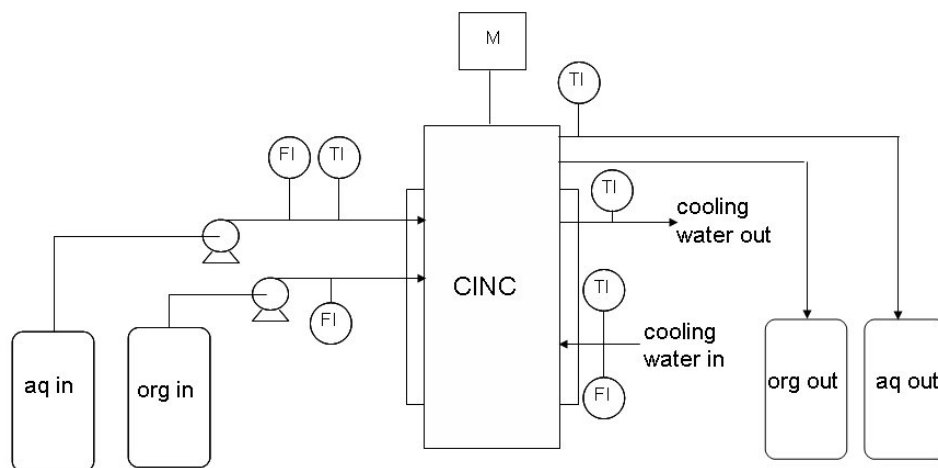 M
TI
FI
TI
TI
cooling
water out
CINC
TI
FI
cooling
water in
aq in
org in
org out
aq out
FI